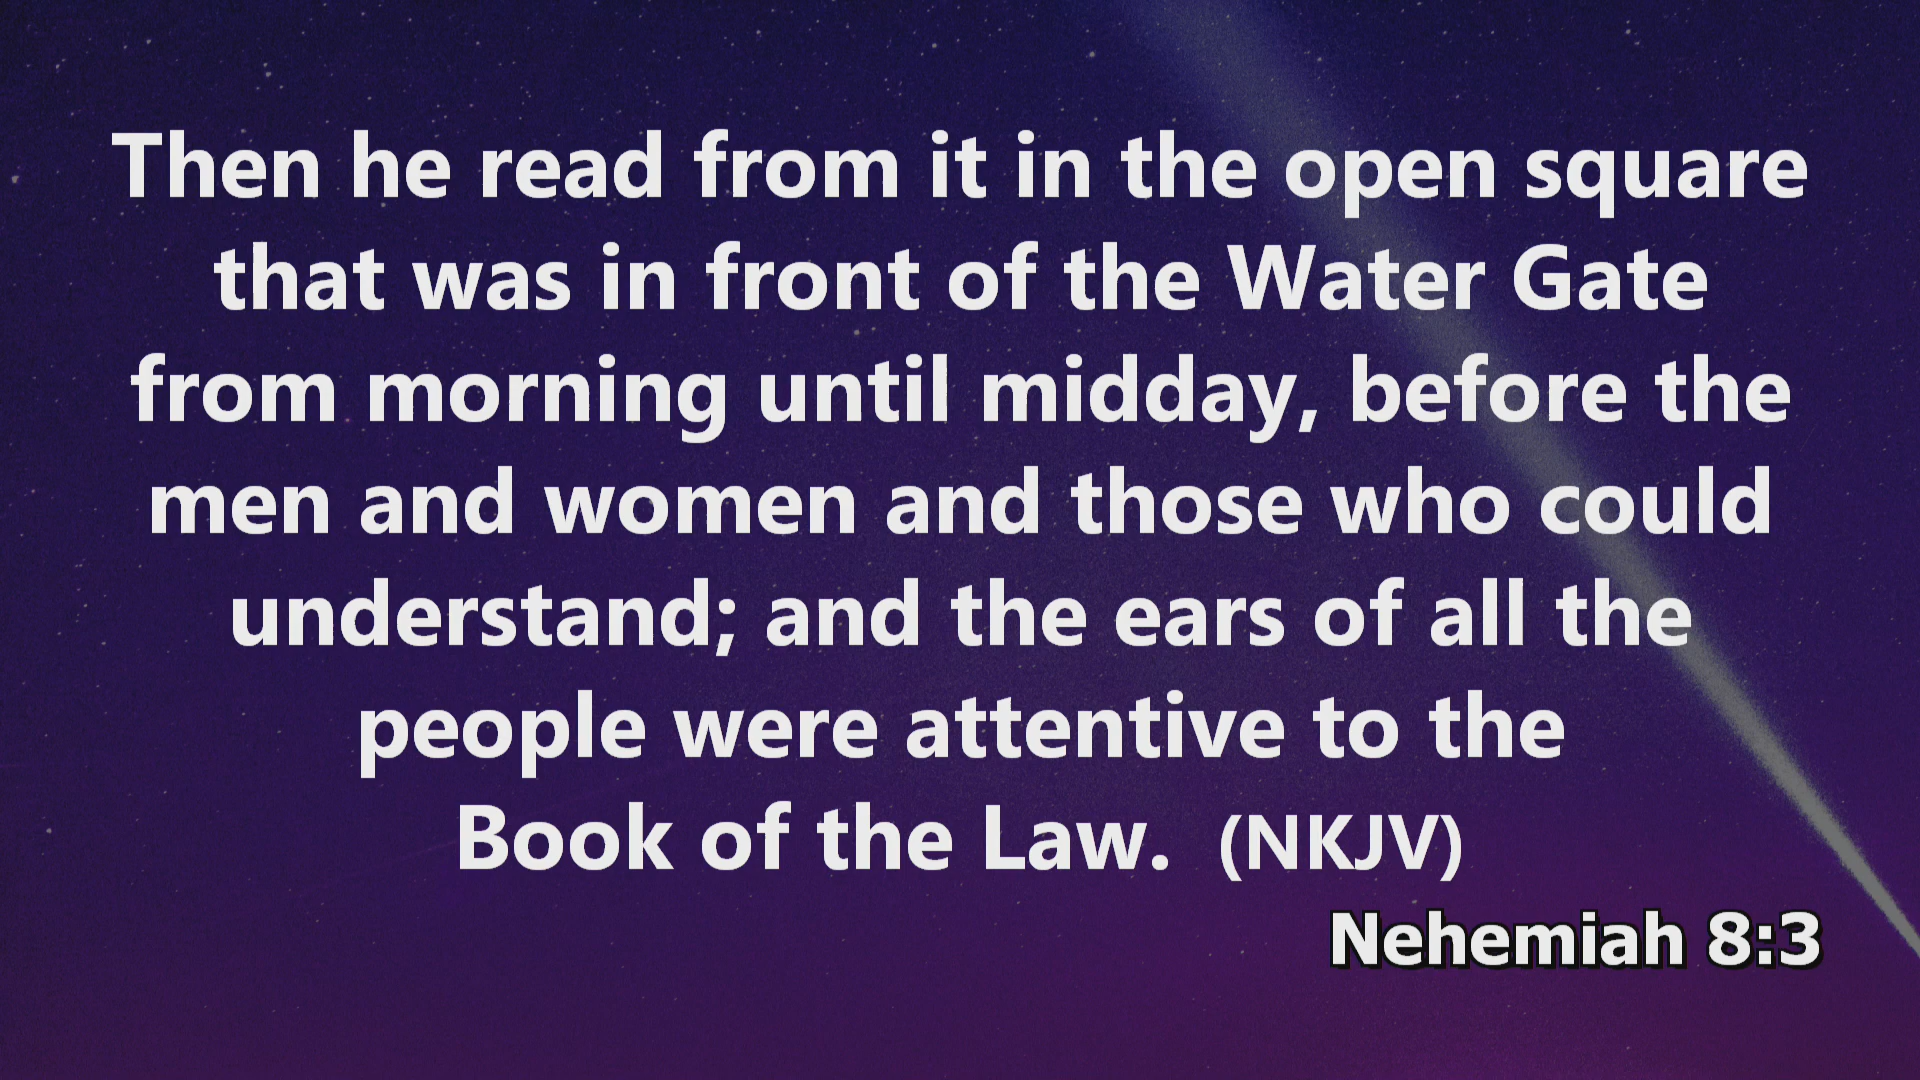 Then he read from it in the open square
that was in front of the Water Gate
from morning until midday, before the
men and women and those who could
understand; and the ears of all the
people were attentive to the
Book of the Law. (NKJV)
Nehemiah 8:3